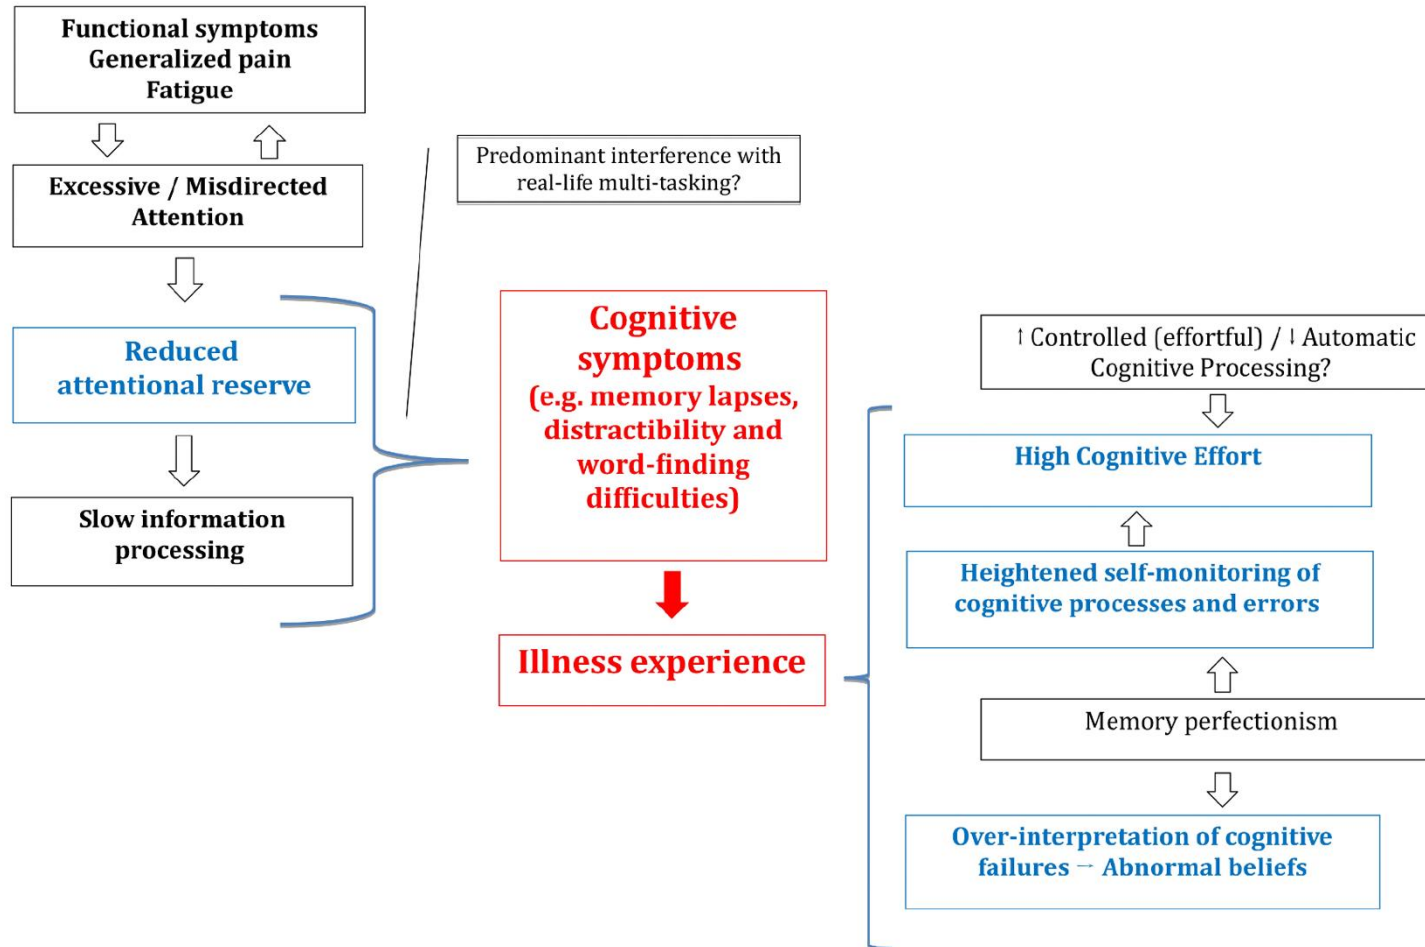 Functional symptoms
Generalized pain
Fatigue
Excessive / Misdirected
Attention
Reduced
attentional reserve
Slow information
processing
Predominant interference with
real-life multi-tasking?
Cognitive
symptoms
(e.g. memory lapses,
distractibility and
word-finding
difficulties)
Illness experience
↑ Controlled (effortful) / ↓ Automatic
Cognitive Processing?
High Cognitive Effort
Heightened self-monitoring of
cognitive processes and errors
Memory perfectionism
Over-interpretation of cognitive
failures → Abnormal beliefs